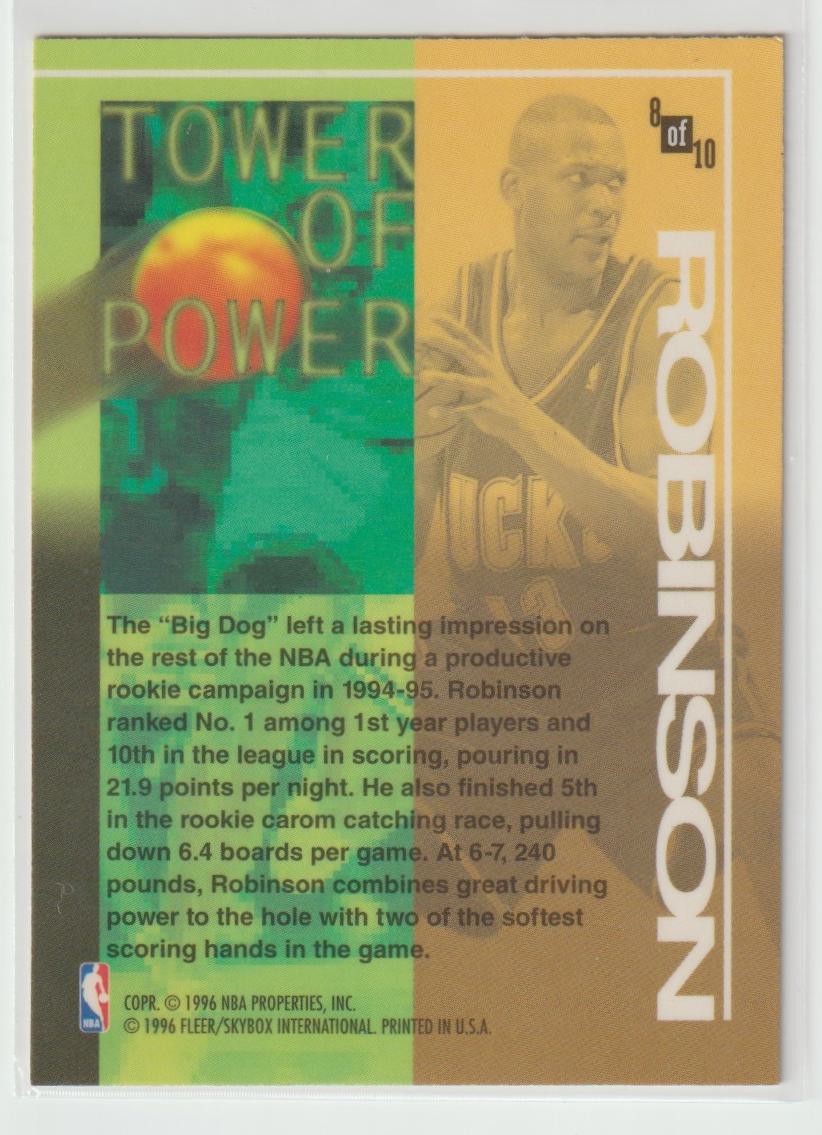 TOWER
OF
POWER
8 of 10
ROBINSON
UCKS
13
The “Big Dog” left a lasting impression on
the rest of the NBA during a productive
rookie campaign in 1994-95. Robinson
ranked No. 1 among 1st year players and
10th in the league in scoring, pouring in
21.9 points per night. He also finished 5th
in the rookie carom catching race, pulling
down 6.4 boards per game. At 6-7, 240
pounds, Robinson combines great driving
power to the hole with two of the softest
scoring hands in the game.
NBA
COPR. © 1996 NBA PROPERTIES, INC.
© 1996 FLEER/SKYBOX INTERNATIONAL. PRINTED IN U.S.A.